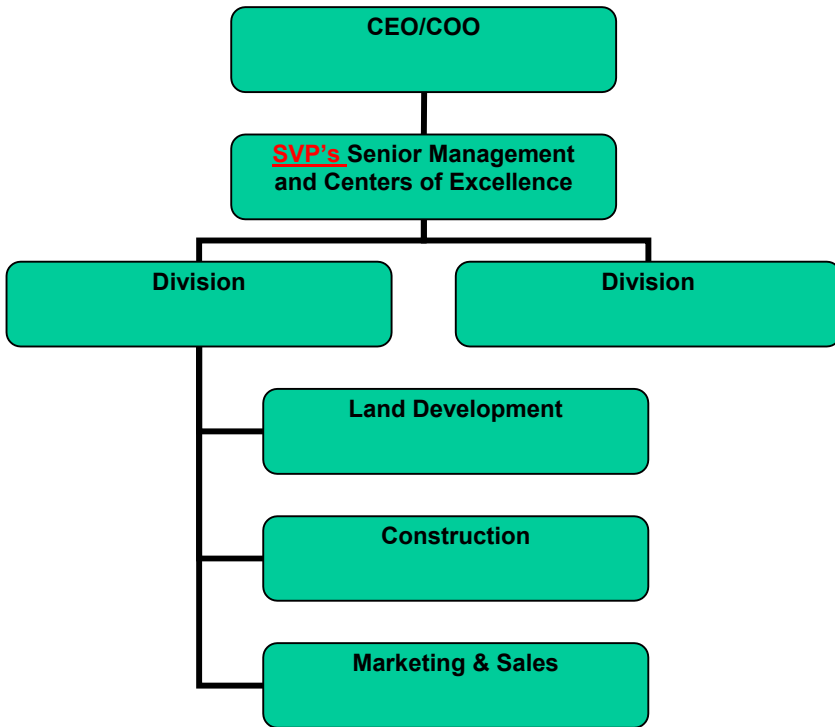 CEO/COO
SVP's Senior Management
and Centers of Excellence
Division
Division
Land Development
Construction
Marketing & Sales